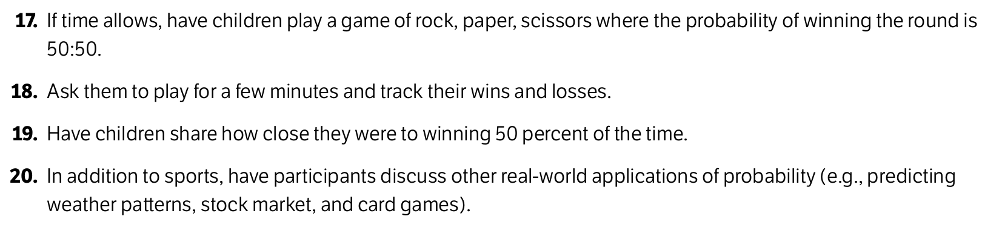 17. If time allows, have children play a game of rock, paper, scissors where the probability of winning the round is
50:50.
18. Ask them to play for a few minutes and track their wins and losses.
19. Have children share how close they were to winning 50 percent of the time.
20. In addition to sports, have participants discuss other real-world applications of probability (e.g., predicting
weather patterns, stock market, and card games).